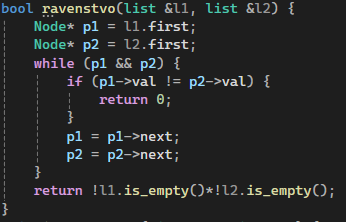 bool ravenstvo(list &l1, list &l2) {
    Node* p1 = l1.first;
    Node* p2 = l2.first;
    while (p1 && p2) {
        if (p1->val != p2->val) {
            return 0;
        }
        p1 = p1->next;
        p2 = p2->next;
    }
    return !l1.is_empty()*!l2.is_empty();
}